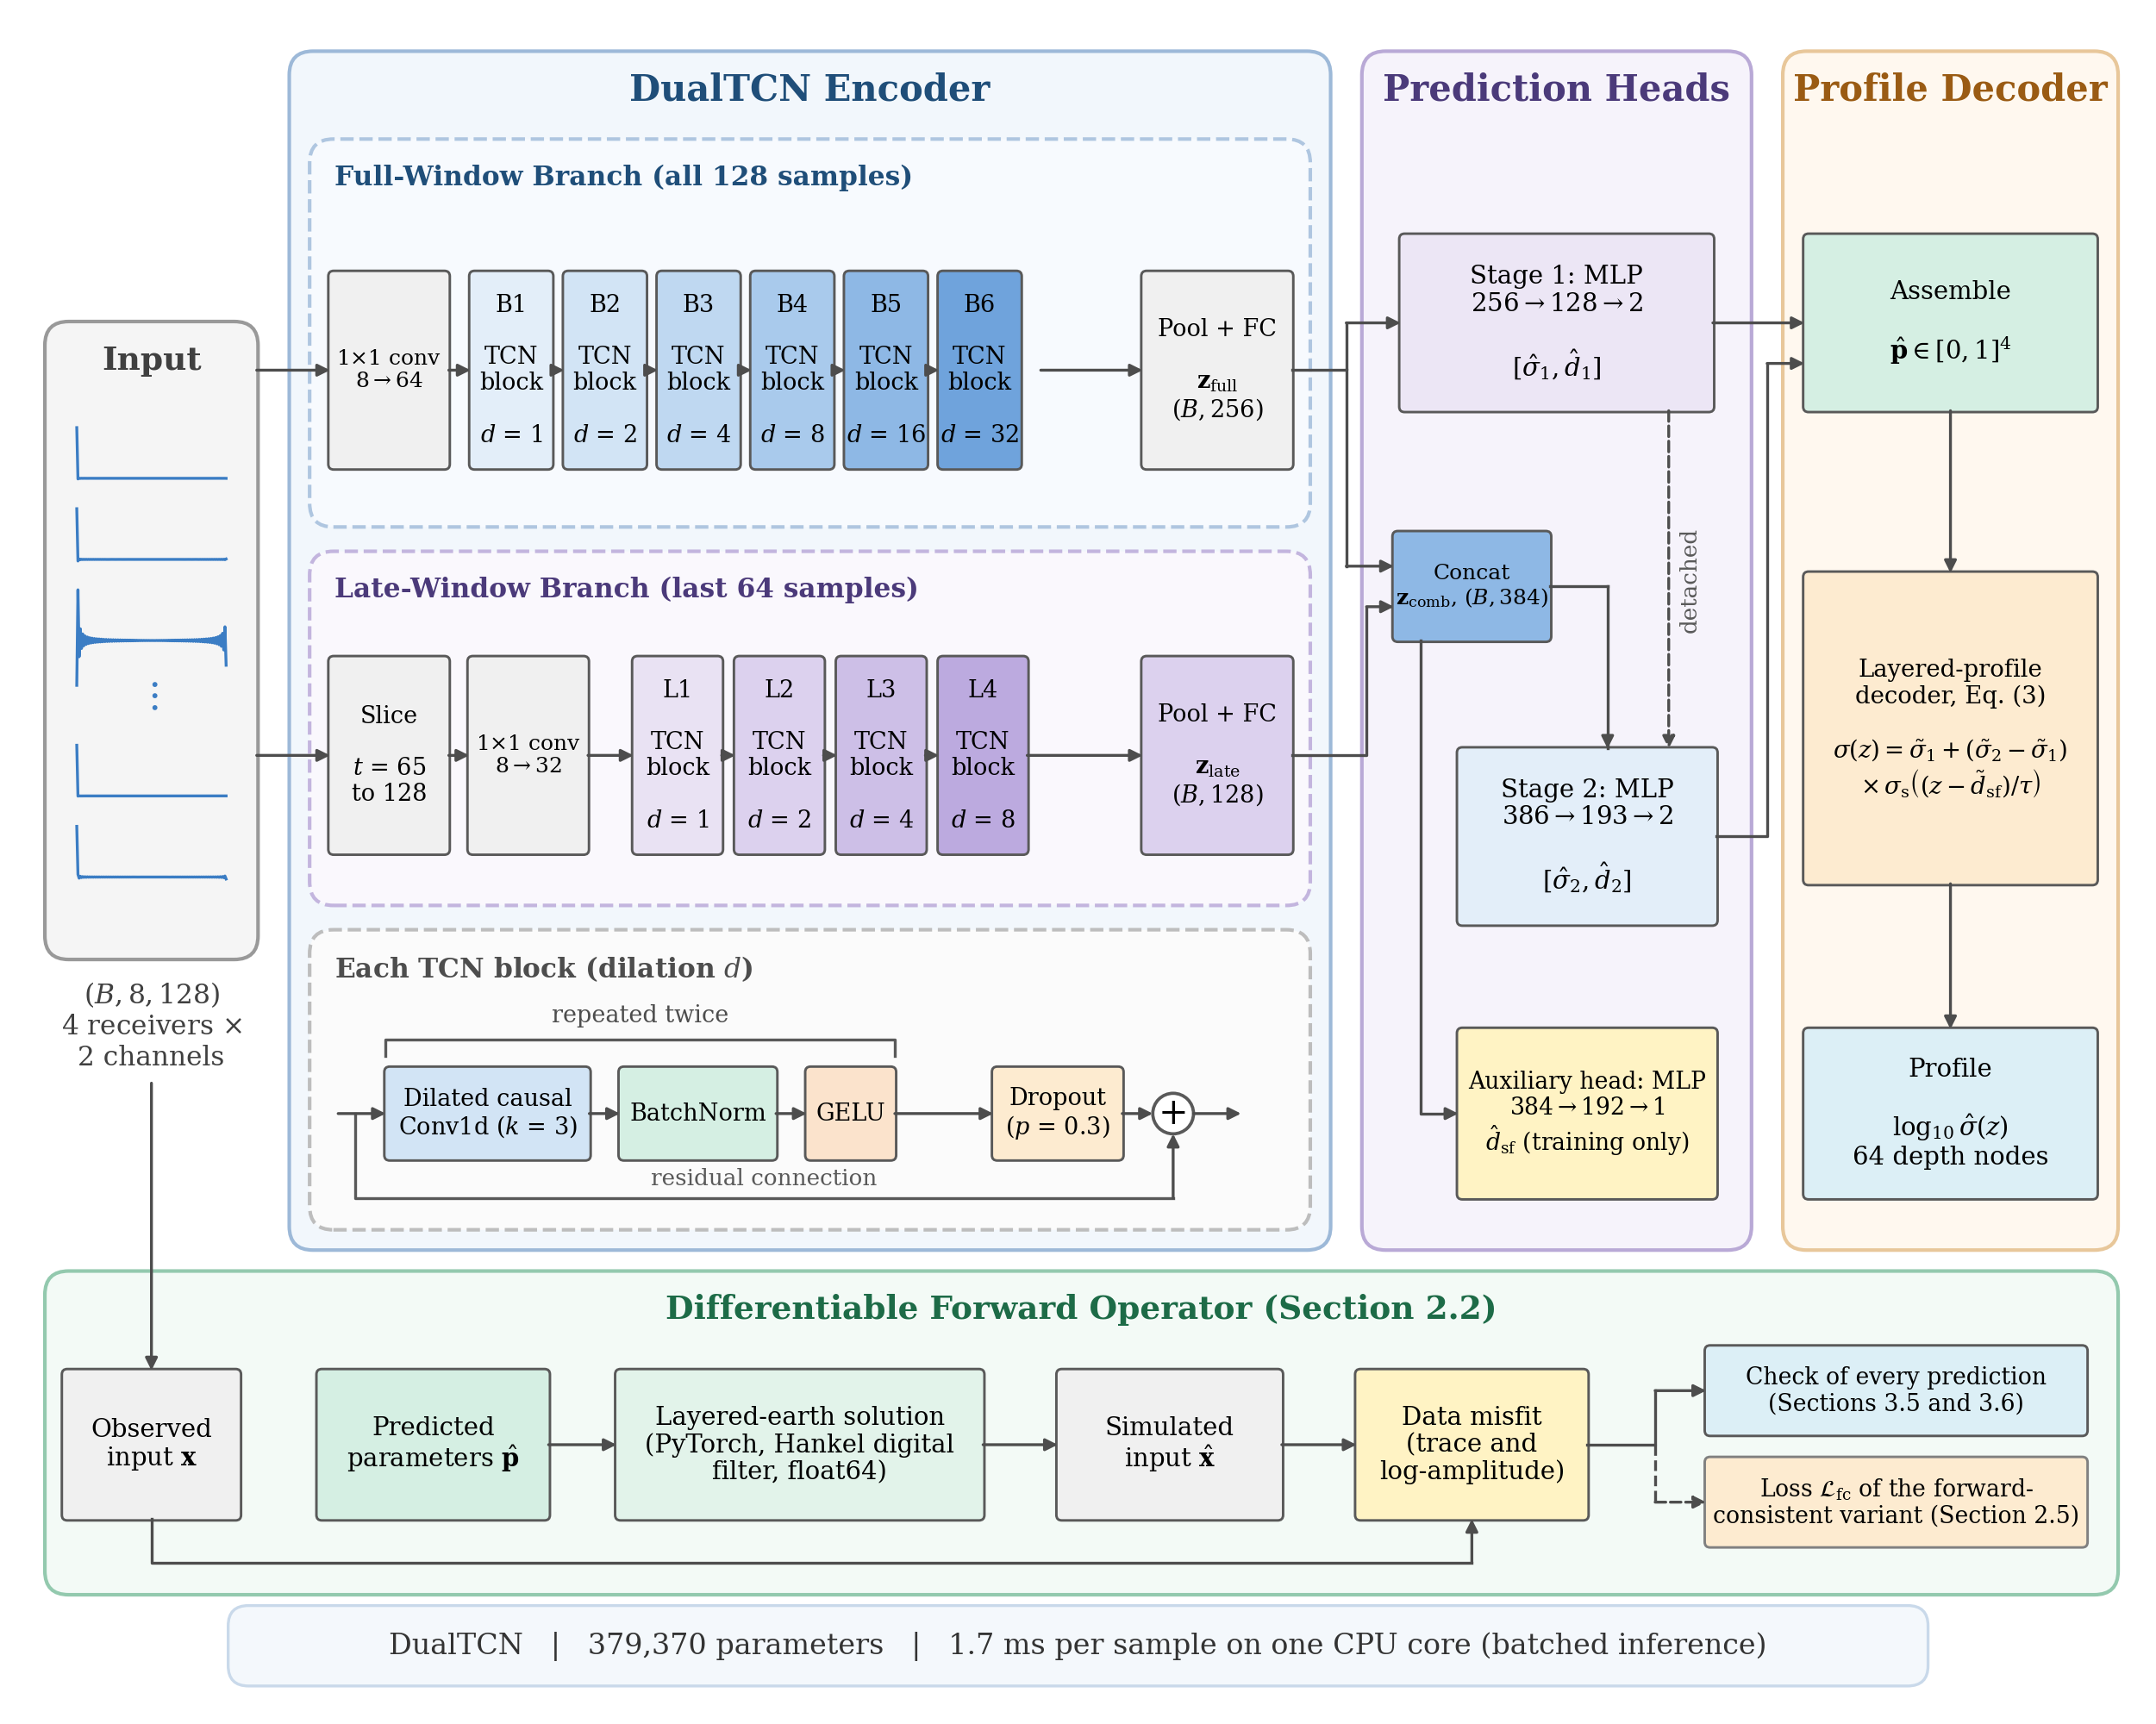 DualTCN Encoder
Prediction Heads
Profile Decoder
Input
(B, 8, 128)
4 receivers ×
2 channels
Full-Window Branch (all 128 samples)
1×1 conv
8→64
B1
TCN
block
d = 1
B2
TCN
block
d = 2
B3
TCN
block
d = 4
B4
TCN
block
d = 8
B5
TCN
block
d = 16
B6
TCN
block
d = 32
Pool + FC
z_full
(B, 256)
Late-Window Branch (last 64 samples)
Slice
t = 65
to 128
1×1 conv
8→32
L1
TCN
block
d = 1
L2
TCN
block
d = 2
L3
TCN
block
d = 4
L4
TCN
block
d = 8
Pool + FC
z_late
(B, 128)
Each TCN block (dilation d)
repeated twice
Dilated causal
Conv1d (k = 3)
BatchNorm
GELU
Dropout
(p = 0.3)
+
residual connection
Stage 1: MLP
256→128→2
[σ̂₁, d̂₁]
Concat
z_comb, (B, 384)
detached
Stage 2: MLP
386→193→2
[σ̂₂, d̂₂]
Auxiliary head: MLP
384→192→1
d̂_sf (training only)
Assemble
p̂ ∈ [0, 1]⁴
Layered-profile
decoder, Eq. (3)
σ(z) = σ̃₁ + (σ̃₂ − σ̃₁)
× σ_s((z − d̃_sf)/τ)
Profile
log₁₀ σ̂(z)
64 depth nodes
Differentiable Forward Operator (Section 2.2)
Observed
input x
Predicted
parameters p̂
Layered-earth solution
(PyTorch, Hankel digital
filter, float64)
Simulated
input x̂
Data misfit
(trace and
log-amplitude)
Check of every prediction
(Sections 3.5 and 3.6)
Loss ℒ_fc of the forward-
consistent variant (Section 2.5)
DualTCN | 379,370 parameters | 1.7 ms per sample on one CPU core (batched inference)